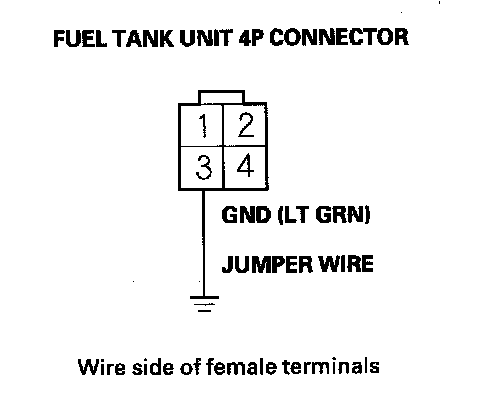 FUEL TANK UNIT 4P CONNECTOR
1 2
3 4
GND (LT GRN)
JUMPER WIRE
Wire side of female terminals